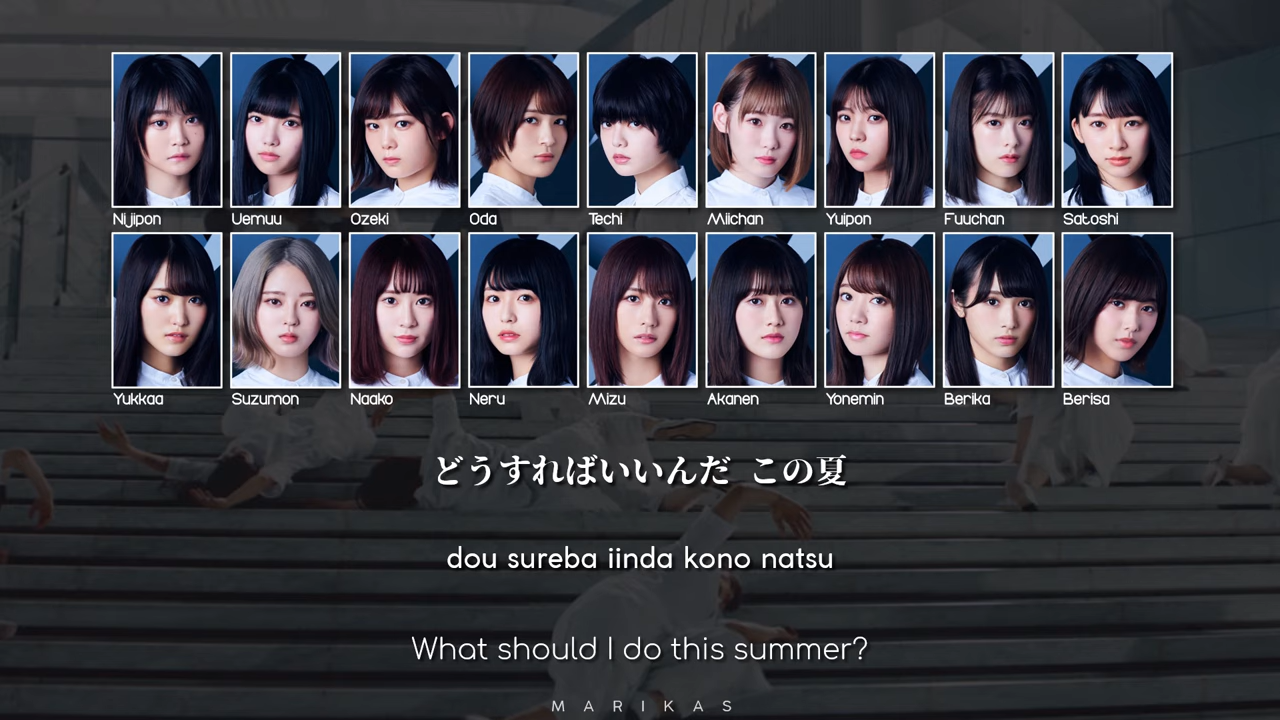 Nijipon Uemuu Ozeki Oda Techi Miichan Yuipon Fuuchan Satoshi
Yukkaa Suzumon Naako Neru Mizu Akanen Yonemin Berika Berisa
どうすればいいんだ この夏
dou sureba iinda kono natsu
What should I do this summer?
MARIKAS